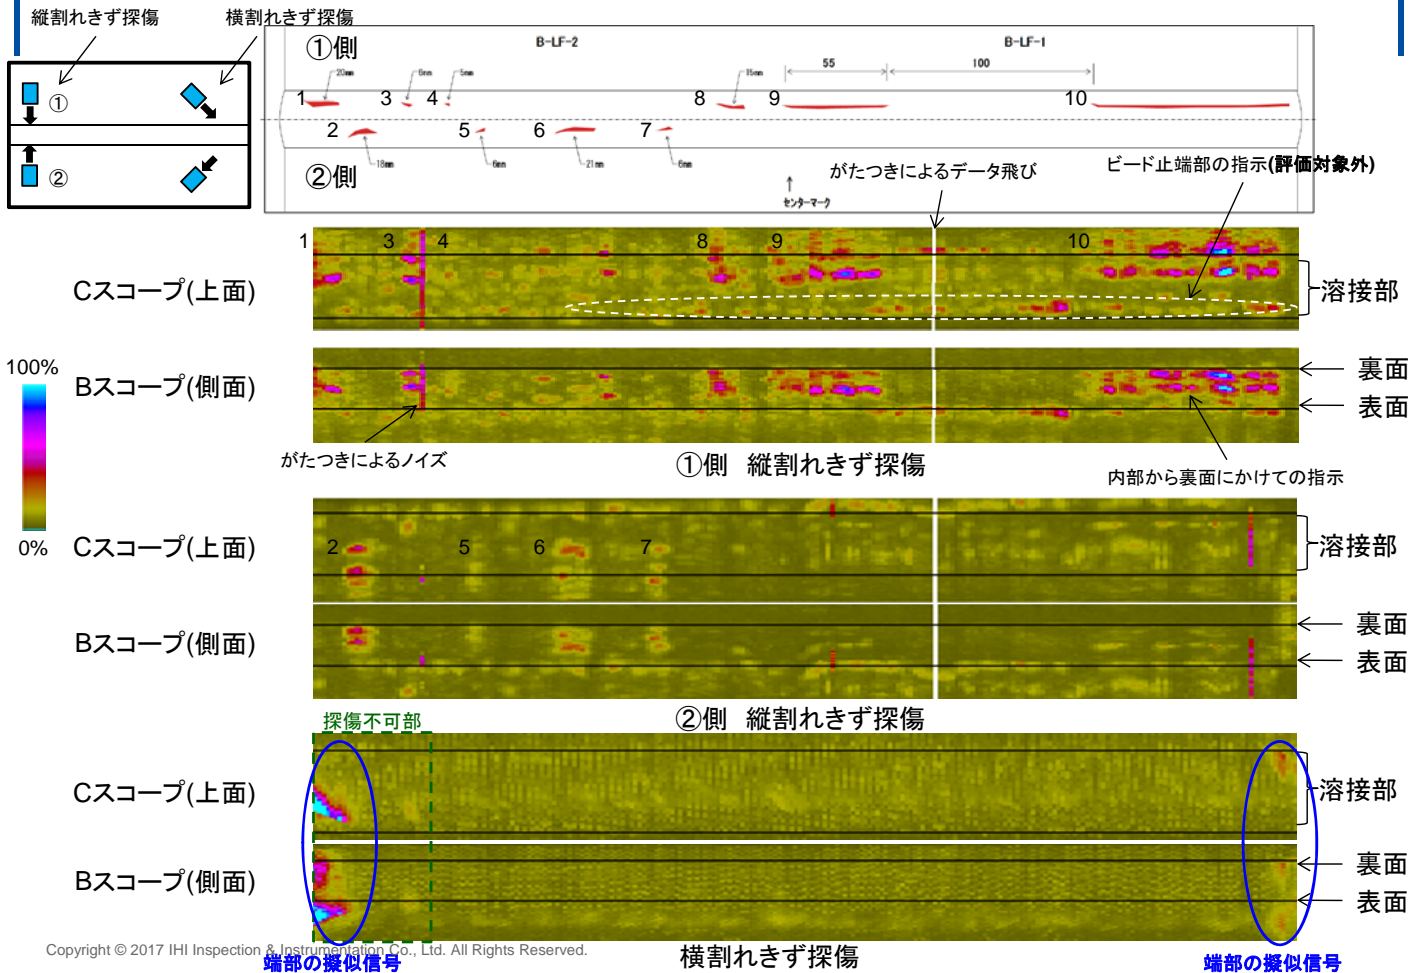 縦割れきず探傷
横割れきず探傷
①
②
①側
②側
B-LF-2
B-LF-1
20mm
6mm
5mm
15mm
55
100
1
3
4
8
9
10
2
5
6
7
18mm
6mm
21mm
6mm
センターマーク
がたつきによるデータ飛び
ビード止端部の指示(評価対象外)
1
3
4
8
9
10
Cスコープ(上面)
溶接部
Bスコープ(側面)
裏面
表面
100%
0%
がたつきによるノイズ
①側 縦割れきず探傷
内部から裏面にかけての指示
Cスコープ(上面)
2
5
6
7
溶接部
Bスコープ(側面)
裏面
表面
②側 縦割れきず探傷
探傷不可部
Cスコープ(上面)
溶接部
Bスコープ(側面)
裏面
表面
Copyright © 2017 IHI Inspection & Instrumentation Co., Ltd. All Rights Reserved.
端部の擬似信号
横割れきず探傷
端部の擬似信号